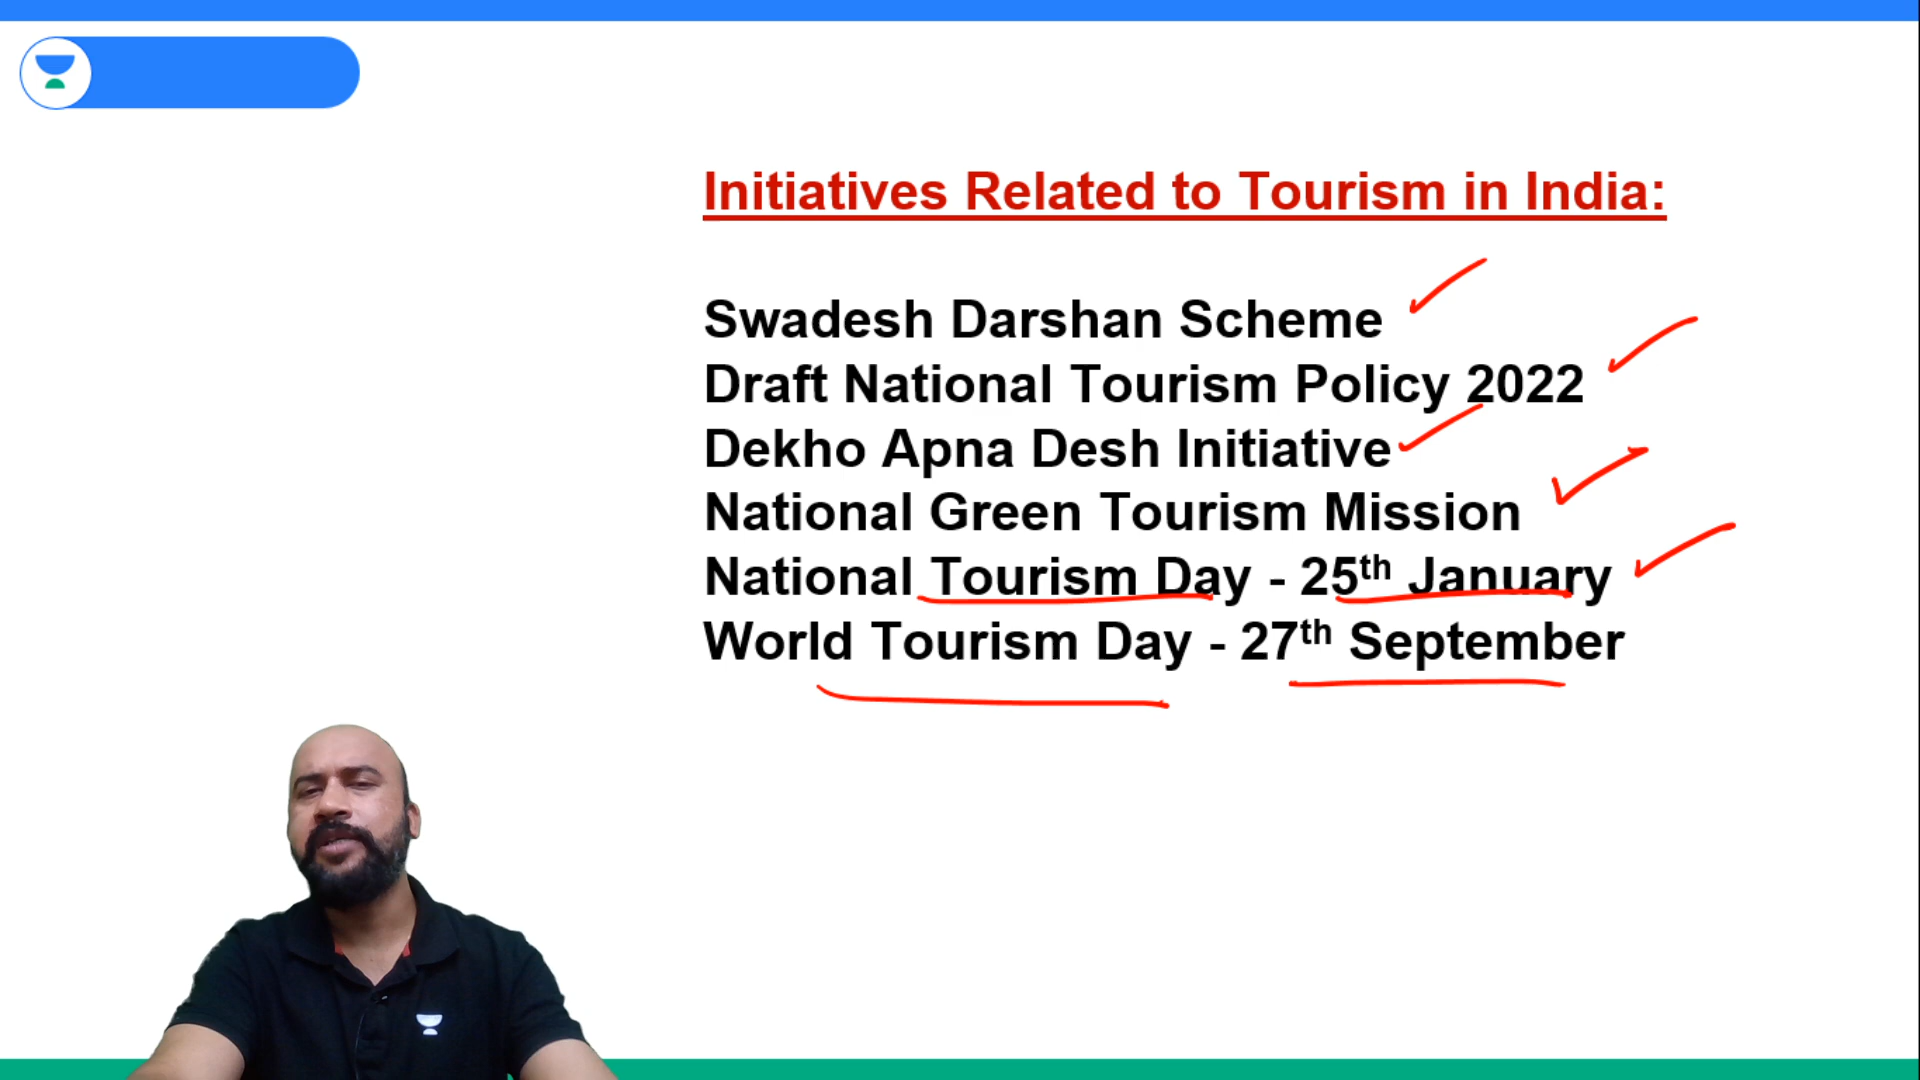 Initiatives Related to Tourism in India:
Swadesh Darshan Scheme
Draft National Tourism Policy 2022
Dekho Apna Desh Initiative
National Green Tourism Mission
National Tourism Day - 25th January
World Tourism Day - 27th September